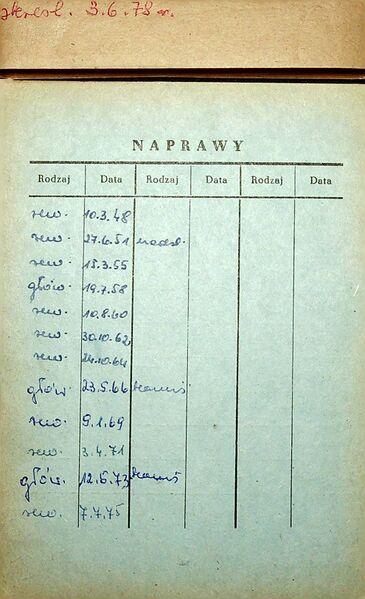 skreśl. 3.6.78 r.
NAPRAWY
Rodzaj Data Rodzaj Data Rodzaj Data
rew. 10.3.48
rew. 27.6.51
rew. 15.3.55
głów. 19.7.58
rew. 10.8.60
rew. 30.10.62
rew. 24.10.64
głów. 23.5.66
rew. 9.1.69
rew. 3.4.71
głów. 12.5.73
rew. 7.7.75